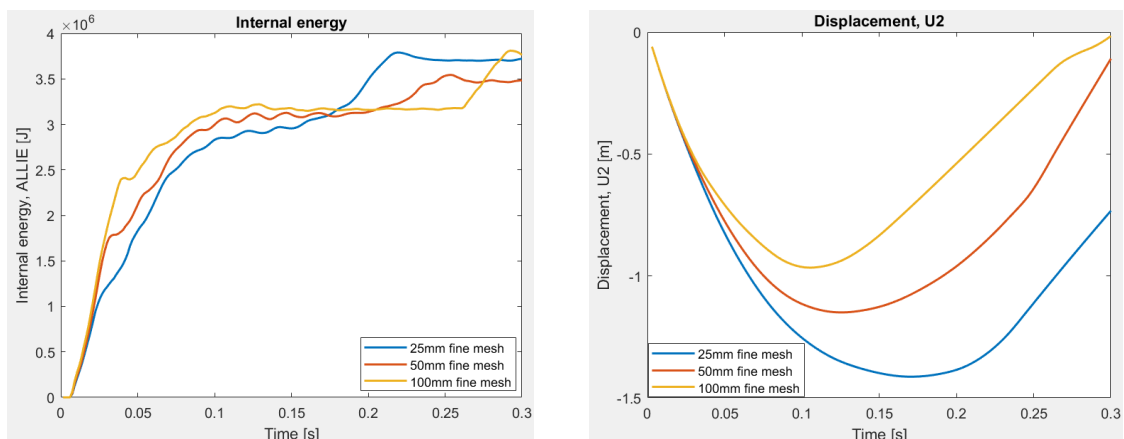 Internal energy
×10⁶
4
3.5
3
2.5
2
1.5
1
0.5
0
Internal energy, ALLIE [J]
25mm fine mesh
50mm fine mesh
100mm fine mesh
0 0.05 0.1 0.15 0.2 0.25 0.3
Time [s]
Displacement, U2
0
-0.5
-1
-1.5
Displacement, U2 [m]
25mm fine mesh
50mm fine mesh
100mm fine mesh
0 0.05 0.1 0.15 0.2 0.25 0.3
Time [s]